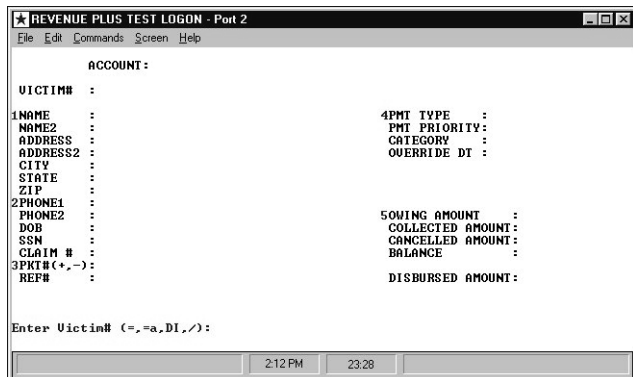 REVENUE PLUS TEST LOGON - Port 2
File Edit Commands Screen Help
ACCOUNT:
VICTIM# :
1NAME : 4PMT TYPE :
NAME2 : PMT PRIORITY:
ADDRESS : CATEGORY :
ADDRESS2 : OVERRIDE DT :
CITY :
STATE :
ZIP :
2PHONE1 :
PHONE2 : 5OWING AMOUNT :
DOB : COLLECTED AMOUNT:
SSN : CANCELLED AMOUNT:
CLAIM # : BALANCE :
3PKT#(+,-):
REF# : DISBURSED AMOUNT:
Enter Victim# (=,=a,DI,/):
2:12 PM 23:28